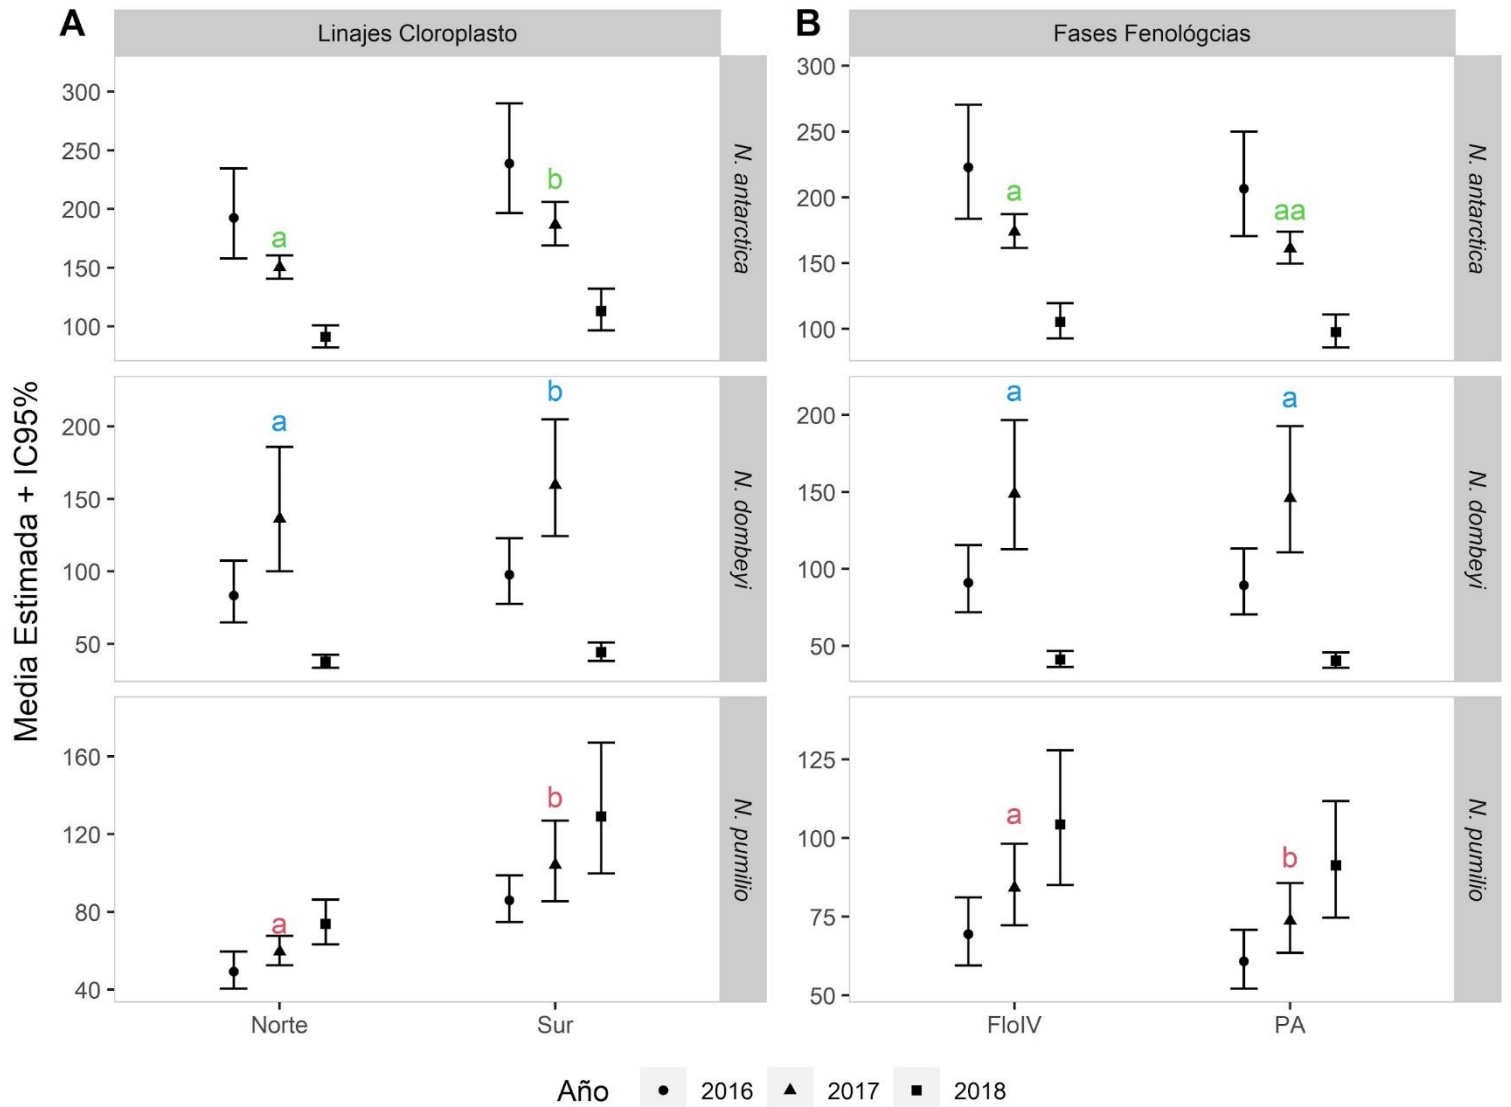 A
Linajes Cloroplasto
B
Fases Fenológcias
Media Estimada + IC95%
300
250
200
150
100
a
b
N. antarctica
300
250
200
150
100
a
aa
N. antarctica
200
150
100
50
a
b
N. dombeyi
200
150
100
50
a
a
N. dombeyi
160
120
80
40
a
b
N. pumilio
125
100
75
50
a
b
N. pumilio
Norte
Sur
FloIV
PA
Año 2016 2017 2018